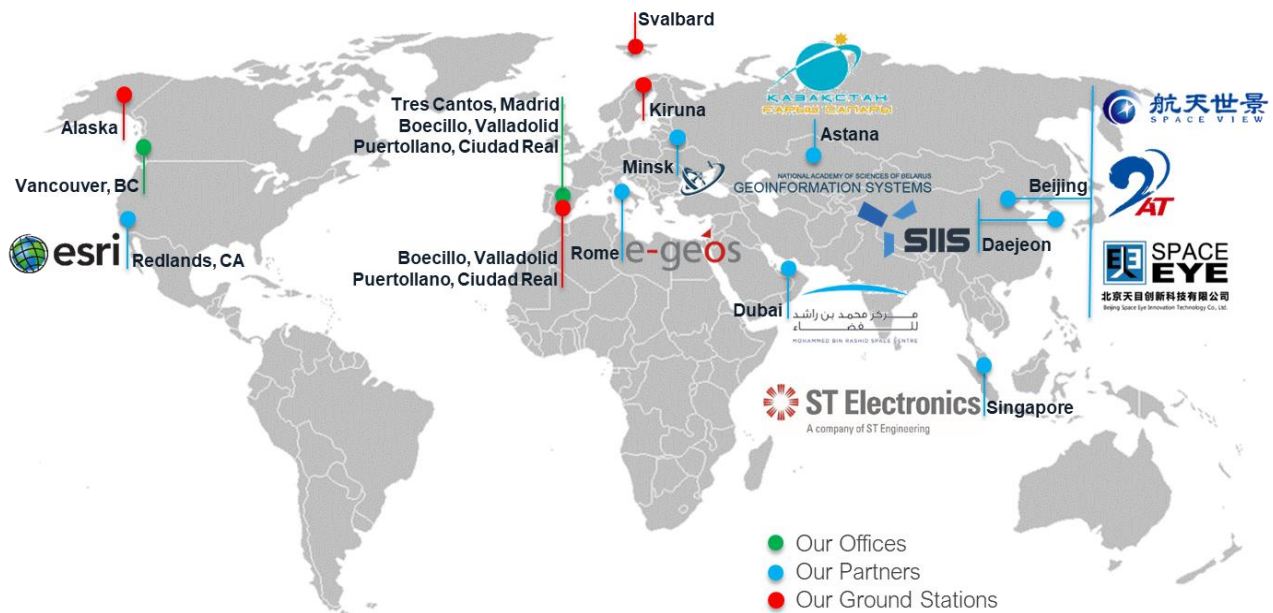 Svalbard
Alaska
Vancouver, BC
esri
Redlands, CA
Tres Cantos, Madrid
Boecillo, Valladolid
Puertollano, Ciudad Real
Boecillo, Valladolid
Puertollano, Ciudad Real
Kiruna
Minsk
NATIONAL ACADEMY OF SCIENCES OF BELARUS
GEOINFORMATION SYSTEMS
Rome
e-geos
ҚАЗАҚСТАН
ҒАРЫШ САПАРЫ
Astana
SIIS
Daejeon
Beijing
航天世景
SPACE VIEW
21AT
SPACE
EYE
北京天目创新科技有限公司
Beijing Space Eye Innovation Technology Co., Ltd.
Dubai
مركز محمد بن راشد
للفضاء
MOHAMMED BIN RASHID SPACE CENTRE
ST Electronics
A company of ST Engineering
Singapore
Our Offices
Our Partners
Our Ground Stations